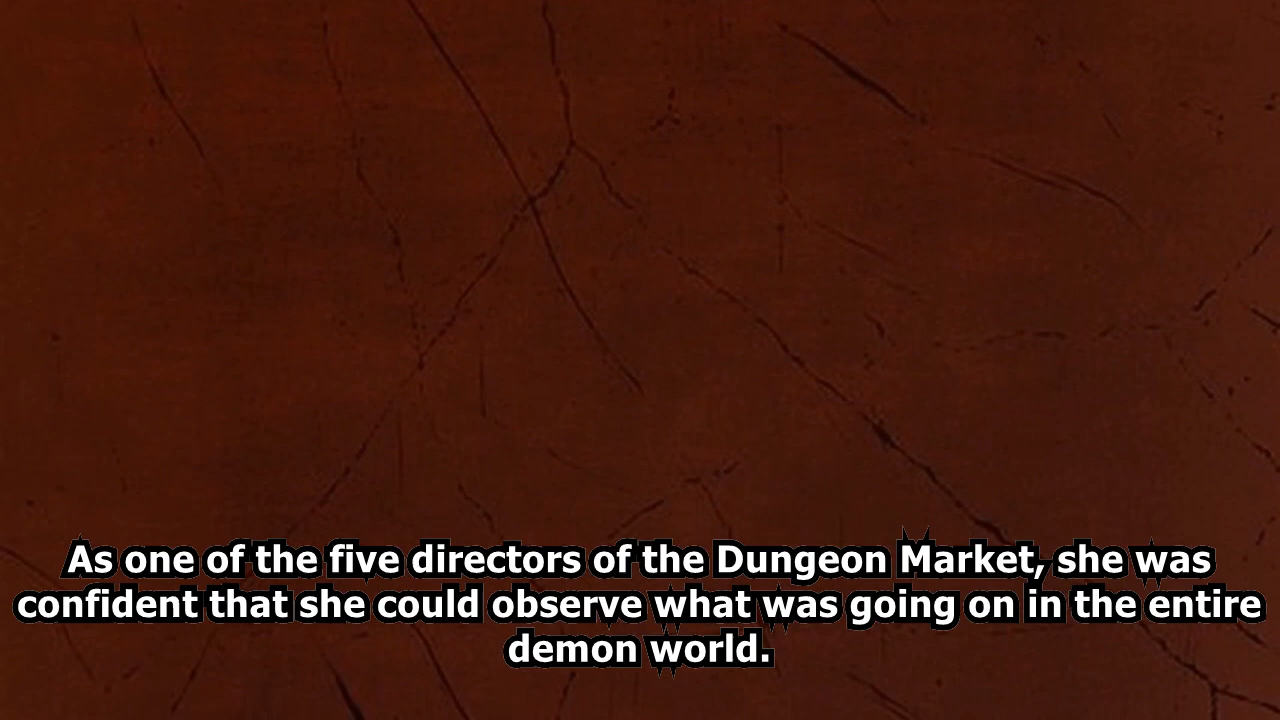 As one of the five directors of the Dungeon Market, she was
confident that she could observe what was going on in the entire
demon world.